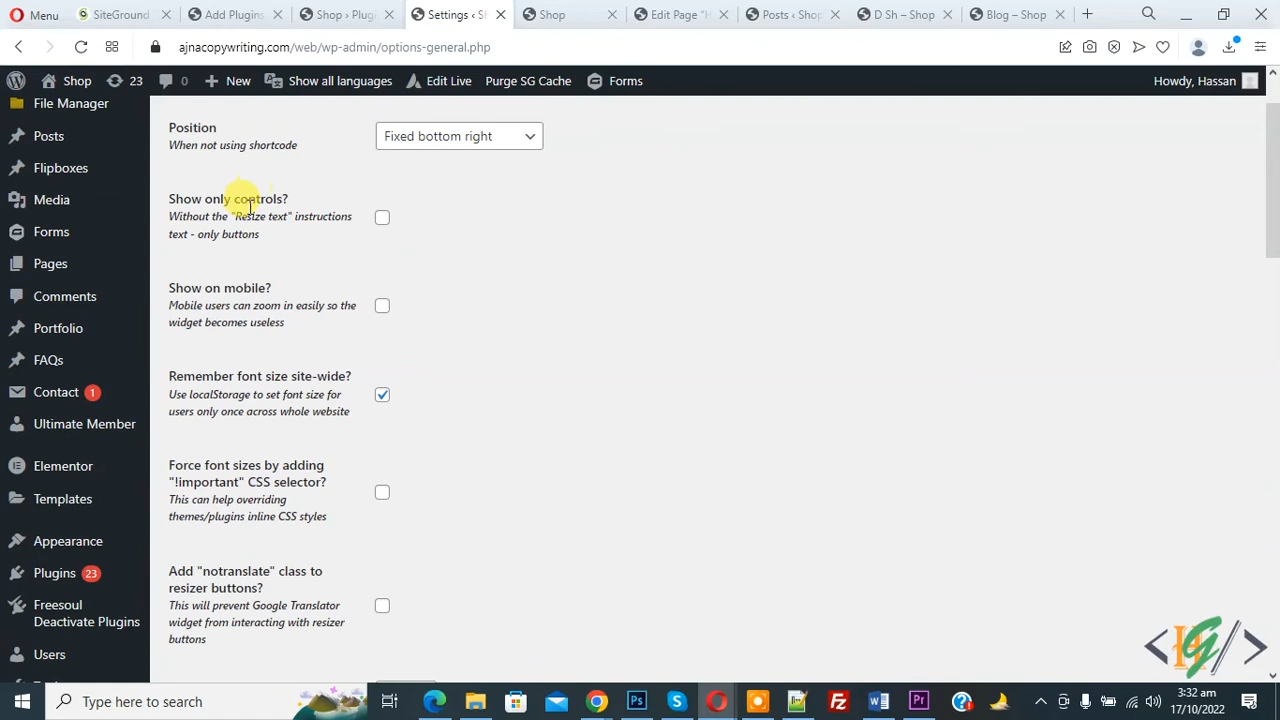 Menu
SiteGround
Add Plugins
Shop › Plug
Settings ‹ S
Shop
Edit Page "H
Posts ‹ Shop
D Sh – Shop
Blog – Shop
ajnacopywriting.com/web/wp-admin/options-general.php
Shop
23
0
New
Show all languages
Edit Live
Purge SG Cache
Forms
Howdy, Hassan
File Manager
Posts
Flipboxes
Media
Forms
Pages
Comments
Portfolio
FAQs
Contact 1
Ultimate Member
Elementor
Templates
Appearance
Plugins 23
Freesoul
Deactivate Plugins
Users
Position
When not using shortcode
Fixed bottom right
Show only controls?
Without the "Resize text" instructions
text - only buttons
Show on mobile?
Mobile users can zoom in easily so the
widget becomes useless
Remember font size site-wide?
Use localStorage to set font size for
users only once across whole website
Force font sizes by adding
"!important" CSS selector?
This can help overriding
themes/plugins inline CSS styles
Add "notranslate" class to
resizer buttons?
This will prevent Google Translator
widget from interacting with resizer
buttons
Type here to search
3:32 am
17/10/2022